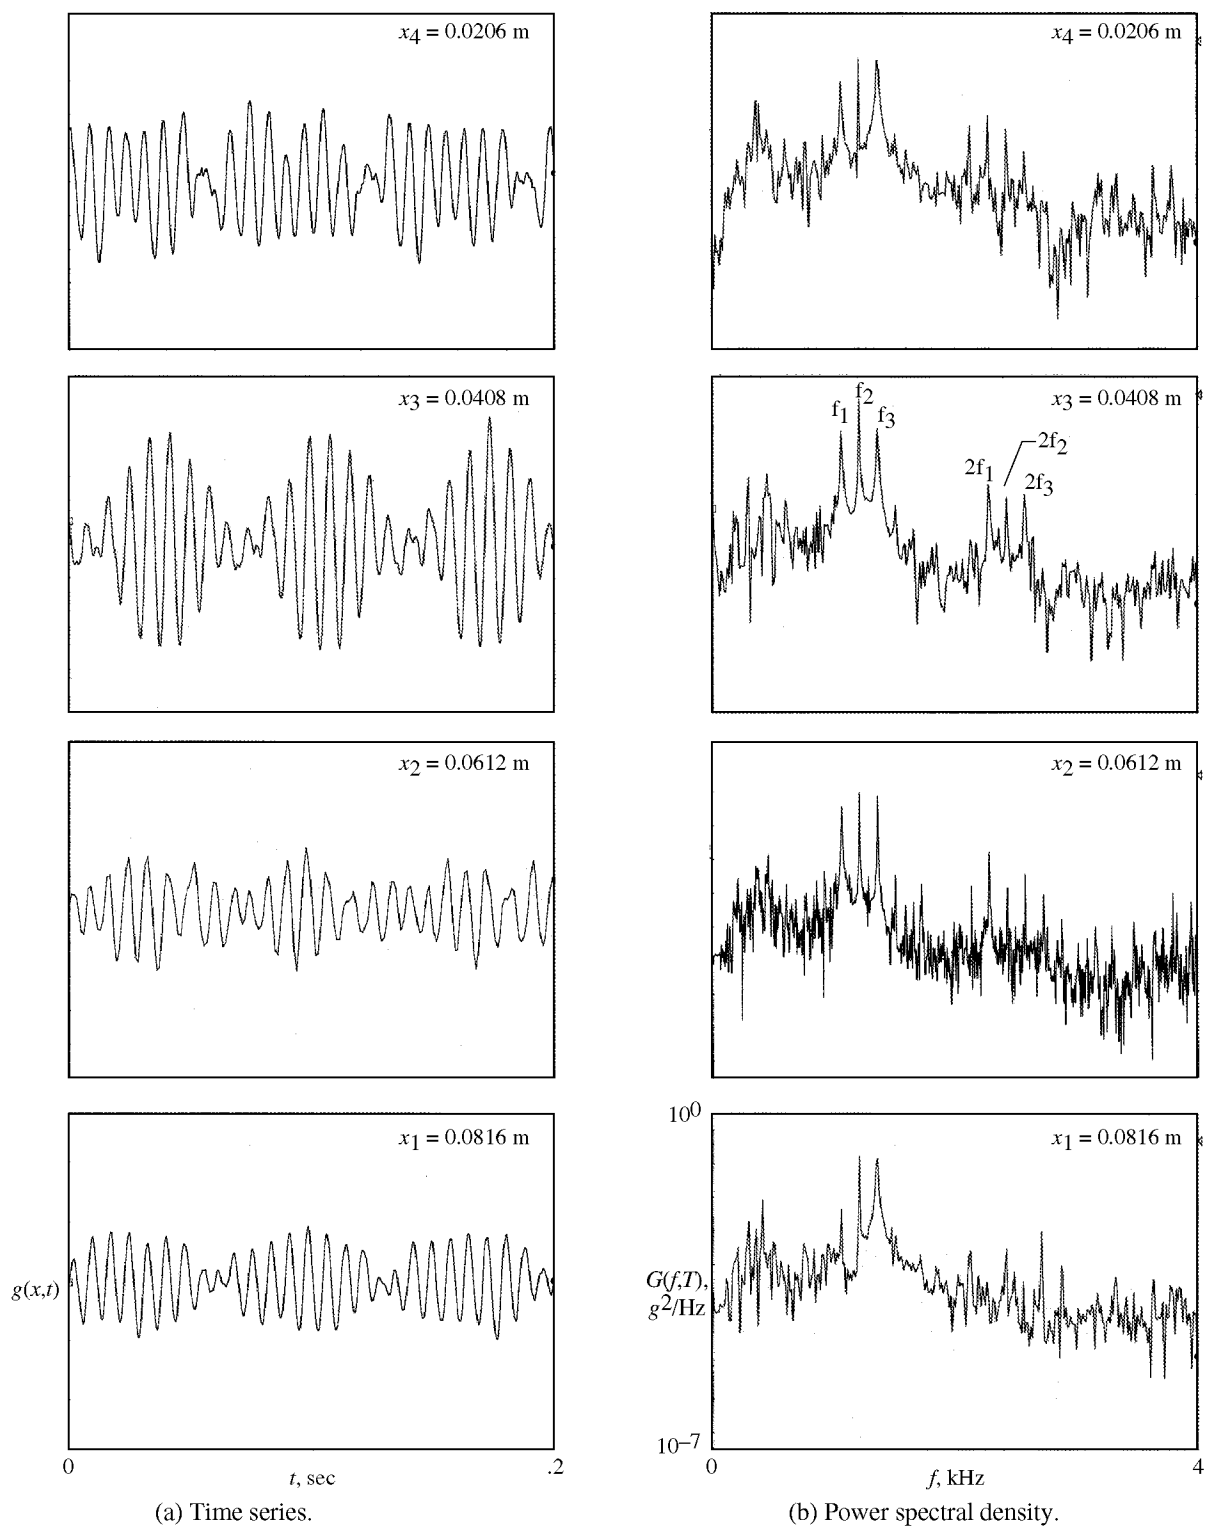 x4 = 0.0206 m
x4 = 0.0206 m
x3 = 0.0408 m
x3 = 0.0408 m
f1
f2
f3
2f1
2f2
2f3
x2 = 0.0612 m
x2 = 0.0612 m
x1 = 0.0816 m
g(x,t)
0
.2
t, sec
(a) Time series.
10^0
x1 = 0.0816 m
G(f,T),
g^2/Hz
10^–7
0
4
f, kHz
(b) Power spectral density.